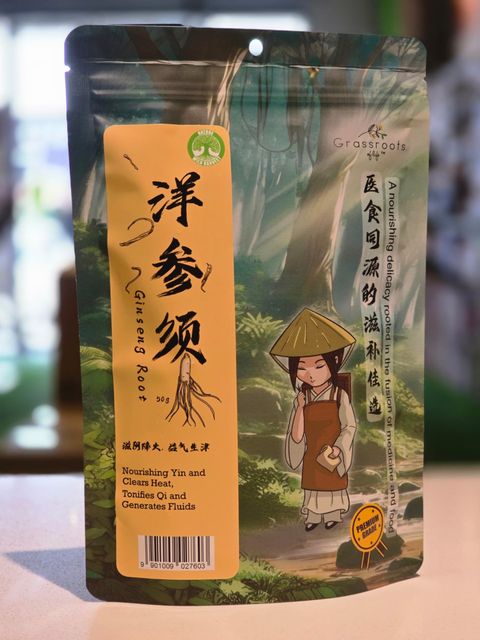 洋参须
Ginseng Root
50g
滋阴降火，益气生津
Nourishing Yin and
Clears Heat,
Tonifies Qi and
Generates Fluids
9 901009 027603
Grassroots
医食同源的滋补佳选
A nourishing delicacy rooted in the fusion of medicine and food
PREMIUM
GRADE